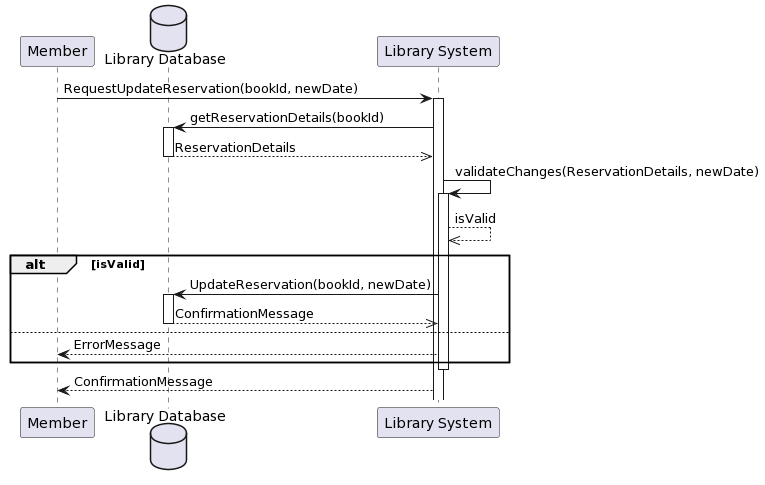 Member
Library Database
Library System
RequestUpdateReservation(bookId, newDate)
getReservationDetails(bookId)
ReservationDetails
validateChanges(ReservationDetails, newDate)
isValid
alt [isValid]
UpdateReservation(bookId, newDate)
ConfirmationMessage
ErrorMessage
ConfirmationMessage
Member
Library Database
Library System